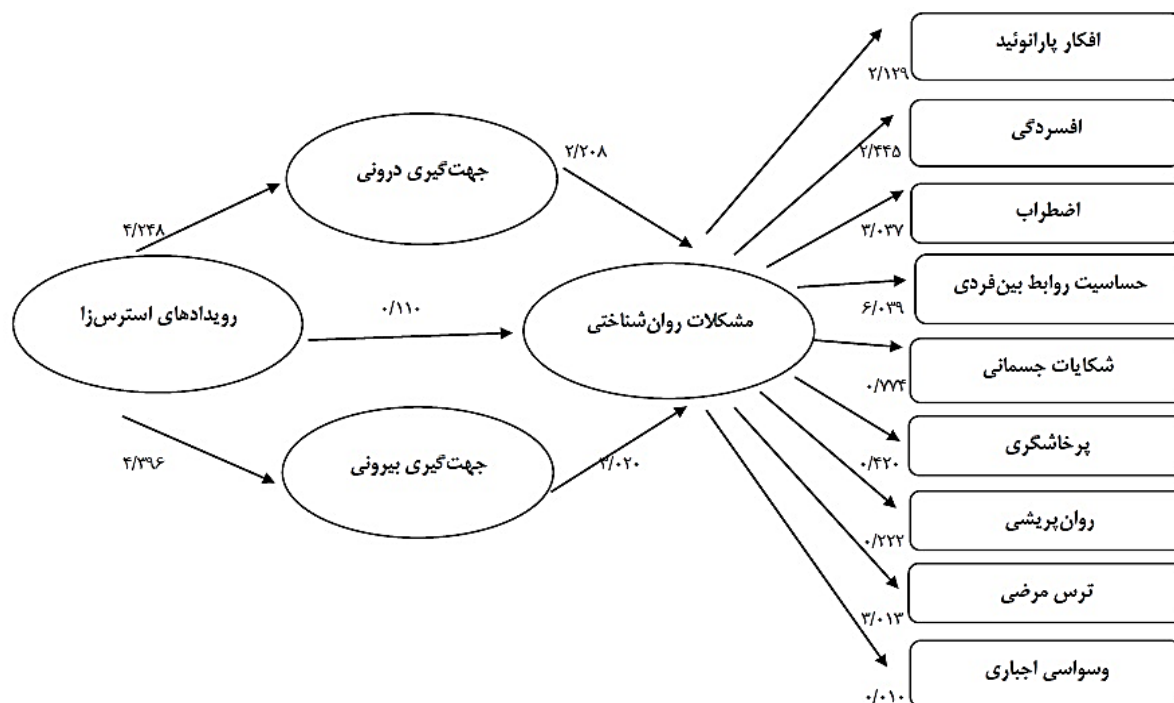 رویدادهای استرس‌زا
۴/۲۴۸
جهت‌گیری درونی
۲/۲۰۸
۰/۱۱۰
۴/۳۹۶
جهت‌گیری بیرونی
۳/۰۲۰
مشکلات روان‌شناختی
۲/۱۲۹
افکار پارانوئید
۲/۴۴۵
افسردگی
۳/۰۳۷
اضطراب
۶/۰۳۹
حساسیت روابط بین‌فردی
۰/۷۷۴
شکایات جسمانی
۰/۴۲۰
پرخاشگری
۰/۲۲۲
روان‌پریشی
۳/۰۱۳
ترس مرضی
۰/۰۱۰
وسواسی اجباری